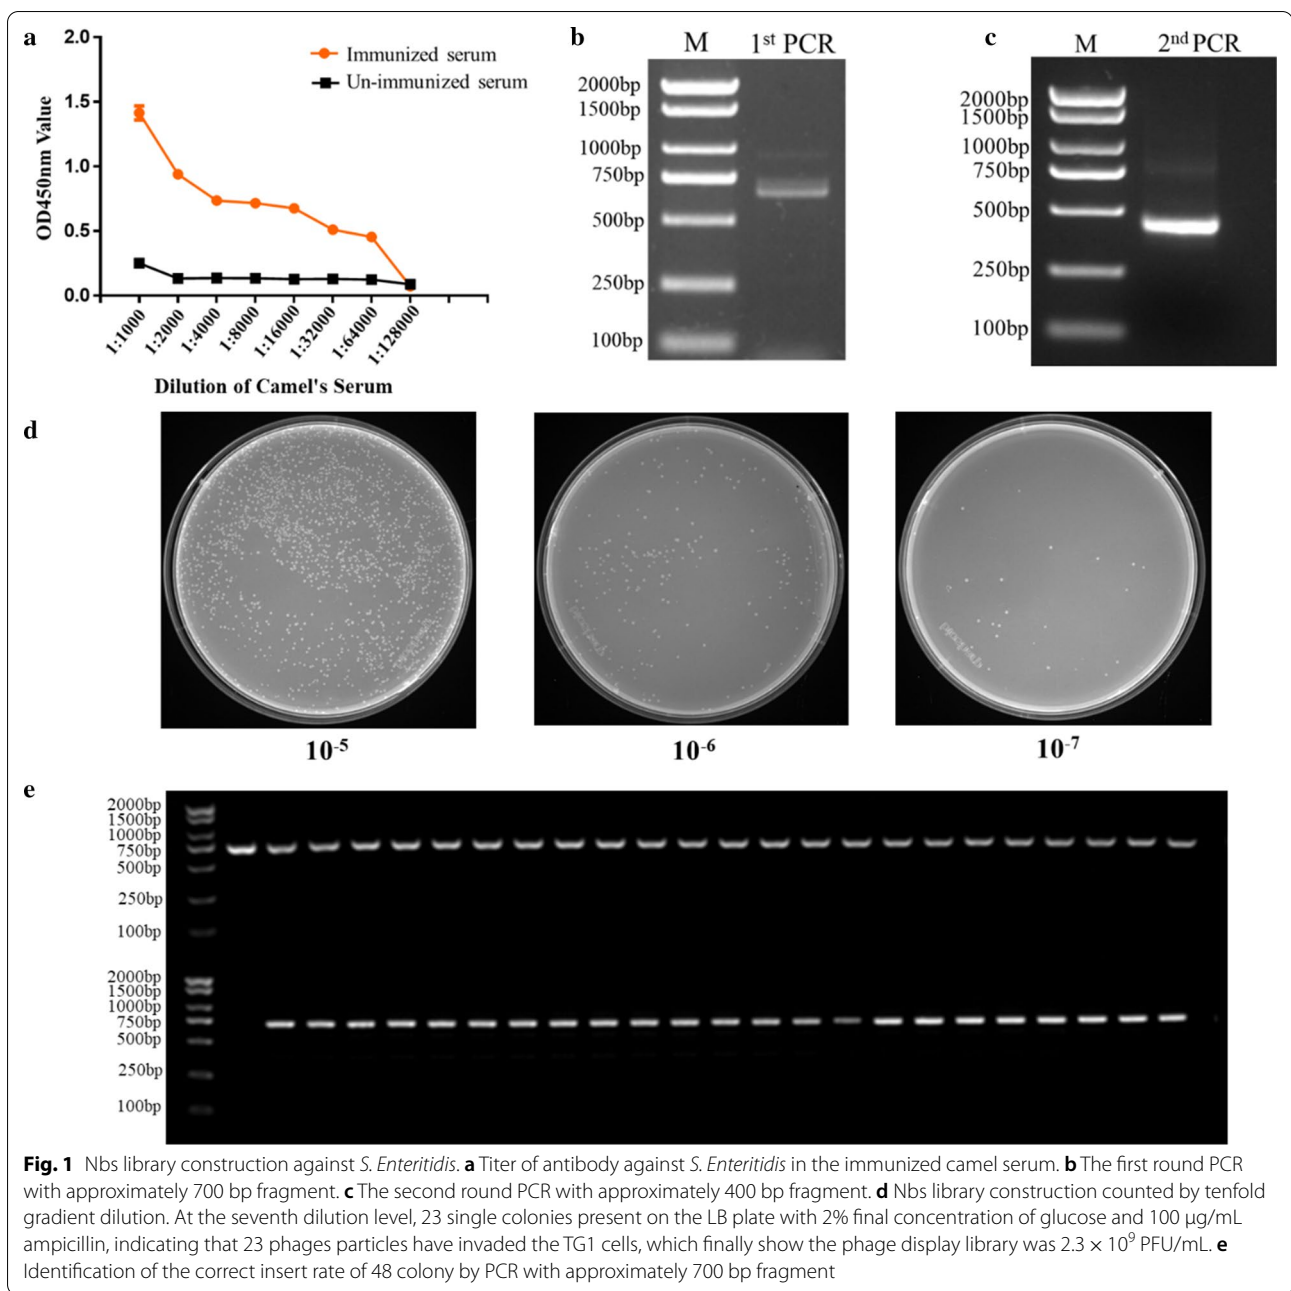 a
2.0
1.5
1.0
0.5
0.0
OD450nm Value
Immunized serum
Un-immunized serum
1:1000
1:2000
1:4000
1:8000
1:16000
1:32000
1:64000
1:128000
Dilution of Camel's Serum
b
M 1st PCR
2000bp
1500bp
1000bp
750bp
500bp
250bp
100bp
c
M 2nd PCR
2000bp
1500bp
1000bp
750bp
500bp
250bp
100bp
d
10-5
10-6
10-7
e
2000bp
1500bp
1000bp
750bp
500bp
250bp
100bp
2000bp
1500bp
1000bp
750bp
500bp
250bp
100bp
Fig. 1 Nbs library construction against S. Enteritidis. a Titer of antibody against S. Enteritidis in the immunized camel serum. b The first round PCR
with approximately 700 bp fragment. c The second round PCR with approximately 400 bp fragment. d Nbs library construction counted by tenfold
gradient dilution. At the seventh dilution level, 23 single colonies present on the LB plate with 2% final concentration of glucose and 100 μg/mL
ampicillin, indicating that 23 phages particles have invaded the TG1 cells, which finally show the phage display library was 2.3 × 10⁹ PFU/mL. e
Identification of the correct insert rate of 48 colony by PCR with approximately 700 bp fragment